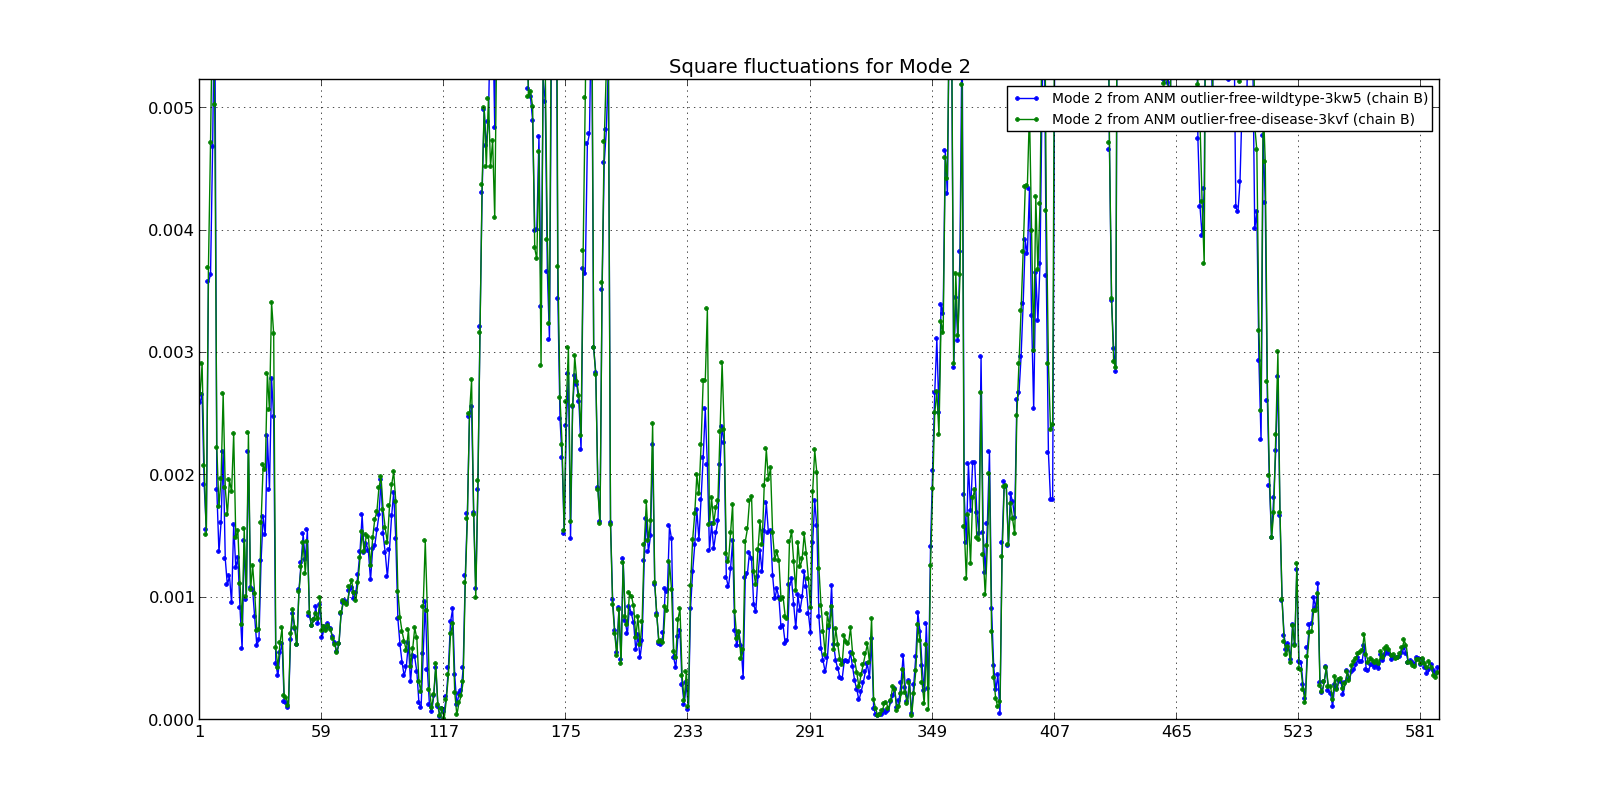 Square fluctuations for Mode 2
Mode 2 from ANM outlier-free-wildtype-3kw5 (chain B)
Mode 2 from ANM outlier-free-disease-3kvf (chain B)
0.005
0.004
0.003
0.002
0.001
0.000
1 59 117 175 233 291 349 407 465 523 581